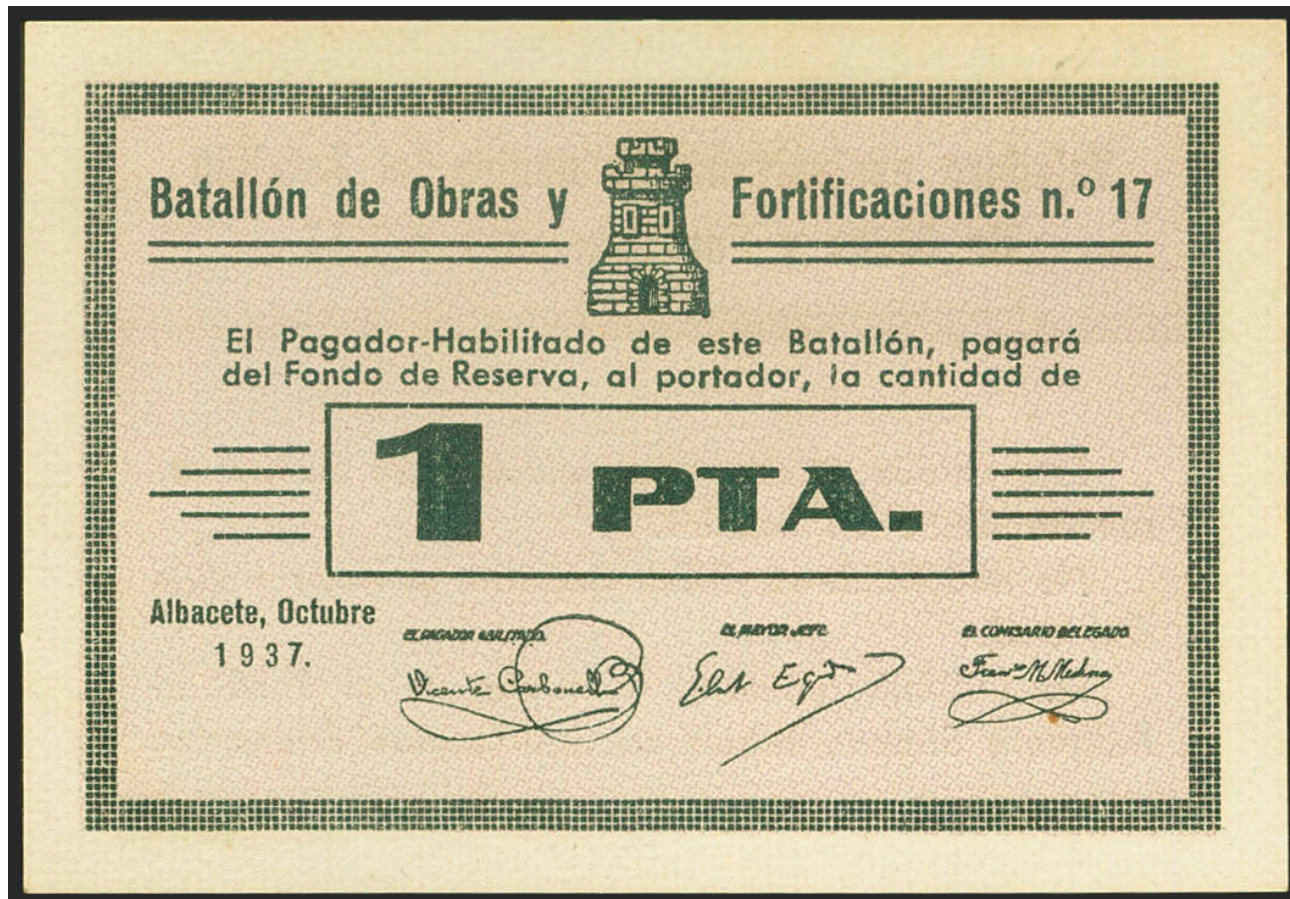 Batallón de Obras y Fortificaciones n.º 17
El Pagador-Habilitado de este Batallón, pagará
del Fondo de Reserva, al portador, la cantidad de
1 PTA.
Albacete, Octubre
1937.
EL PAGADOR HABILITADO.
EL MAYOR JEFE
EL COMISARIO DELEGADO.
Vicente Carbonell